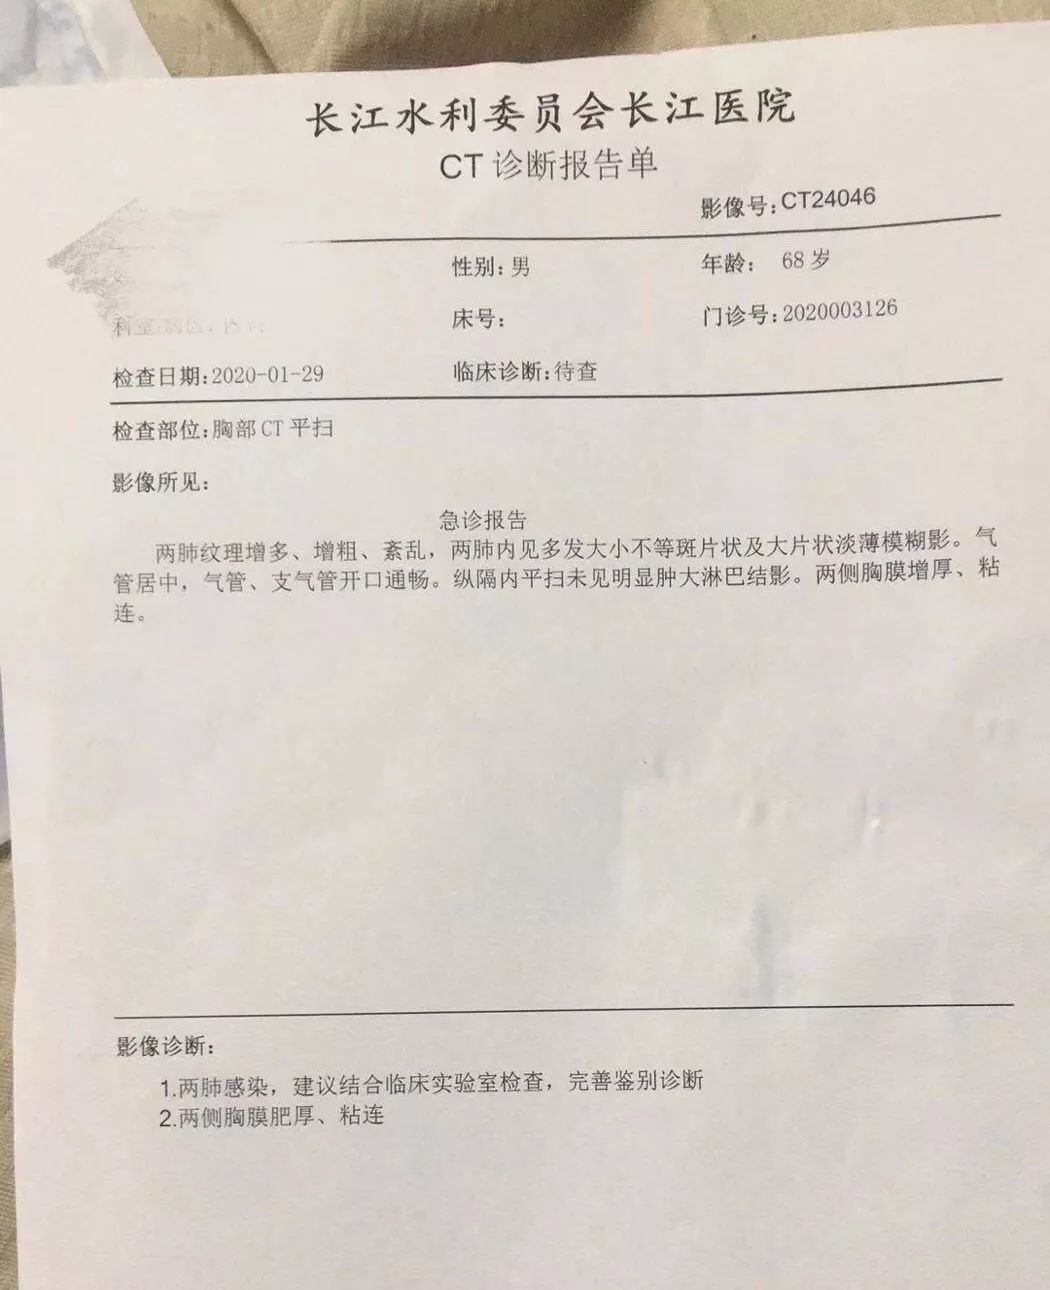 长江水利委员会长江医院
CT 诊断报告单
影像号:CT24046
性别:男 年龄: 68 岁
科室
床号: 门诊号:2020003126
检查日期:2020-01-29 临床诊断:待查
检查部位:胸部 CT 平扫
影像所见:
急诊报告
两肺纹理增多、增粗、紊乱，两肺内见多发大小不等斑片状及大片状淡薄模糊影。气
管居中，气管、支气管开口通畅。纵隔内平扫未见明显肿大淋巴结影。两侧胸膜增厚、粘
连。
影像诊断:
1.两肺感染，建议结合临床实验室检查，完善鉴别诊断
2.两侧胸膜肥厚、粘连